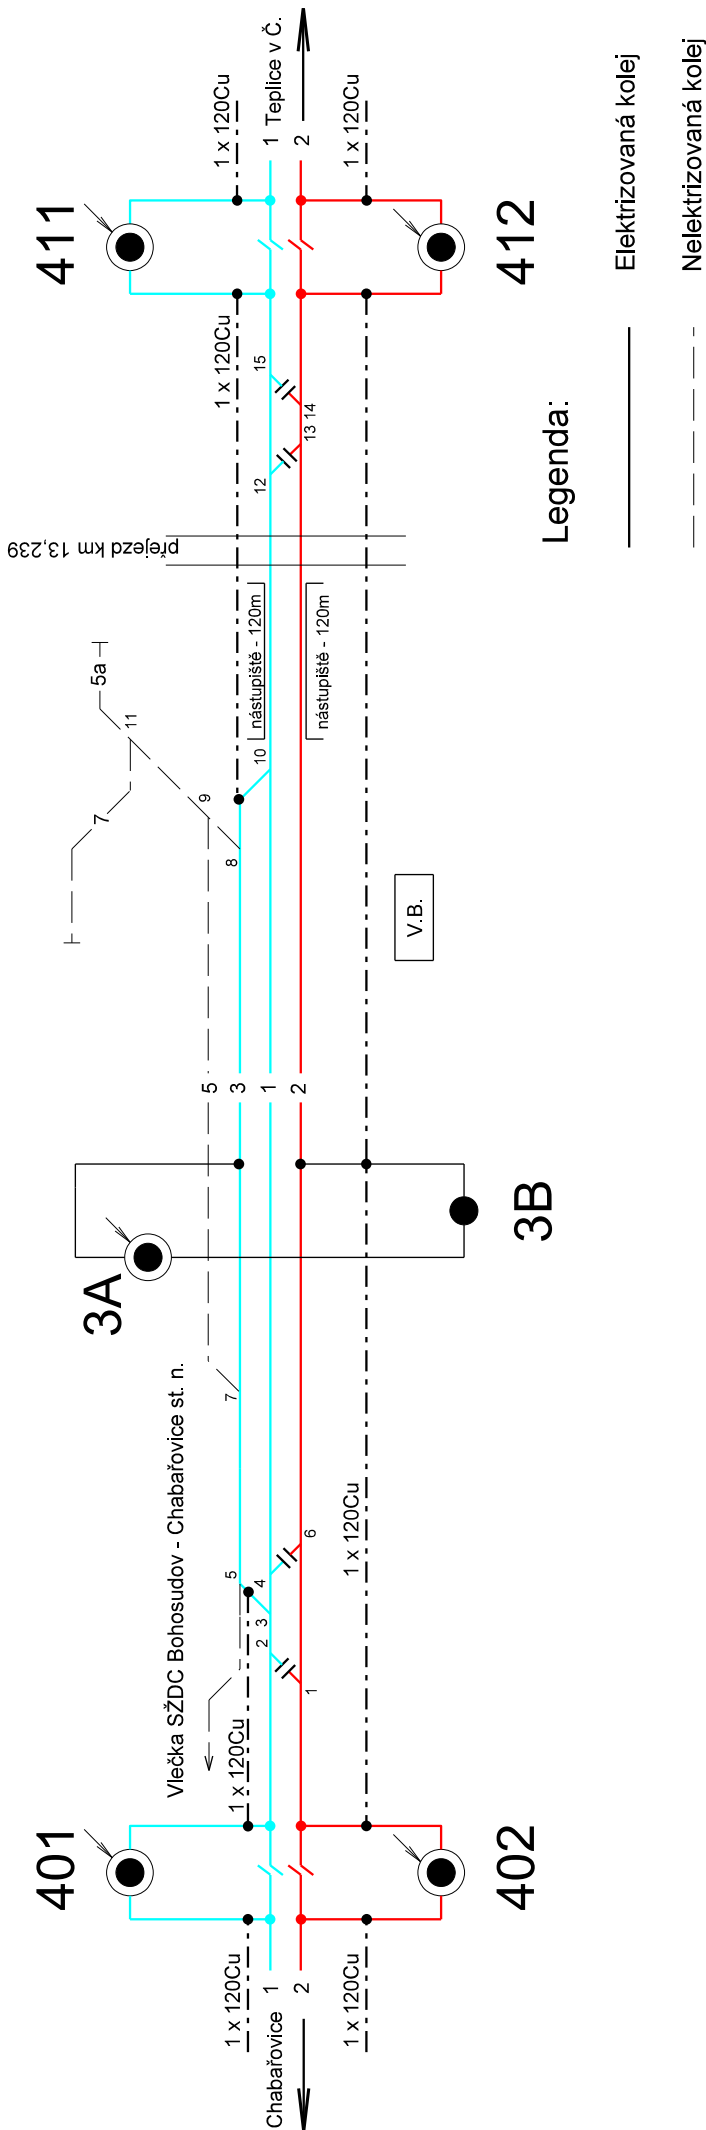 401
411
Vlečka SŽDC Bohosudov - Chabařovice st. n.
3A
7
5a
11
přejezd km 13,239
1 x 120Cu
1 x 120Cu
1 x 120Cu
1 x 120Cu
5
7
8
9
5
3
1
2
Chabařovice
1
2
2
3
4
10
12
15
1
Teplice v Č.
2
nástupiště - 120m
nástupiště - 120m
1
6
13
14
1 x 120Cu
1 x 120Cu
1 x 120Cu
V.B.
402
3B
412
Legenda:
Elektrizovaná kolej
Nelektrizovaná kolej